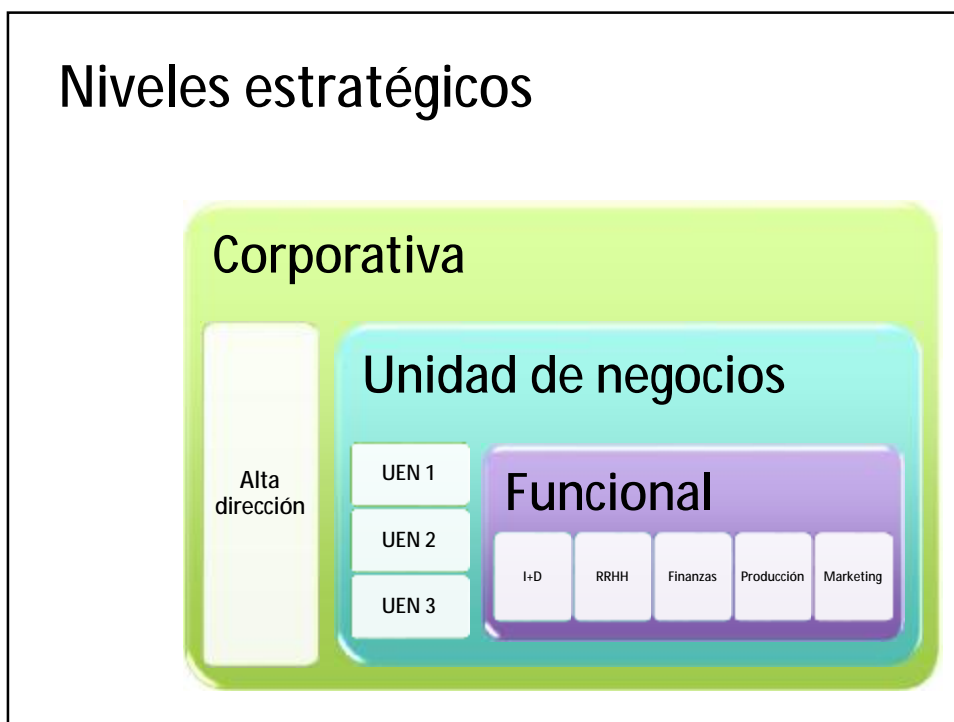 Niveles estratégicos
Corporativa
Alta
dirección
Unidad de negocios
UEN 1
UEN 2
UEN 3
Funcional
I+D
RRHH
Finanzas
Producción
Marketing